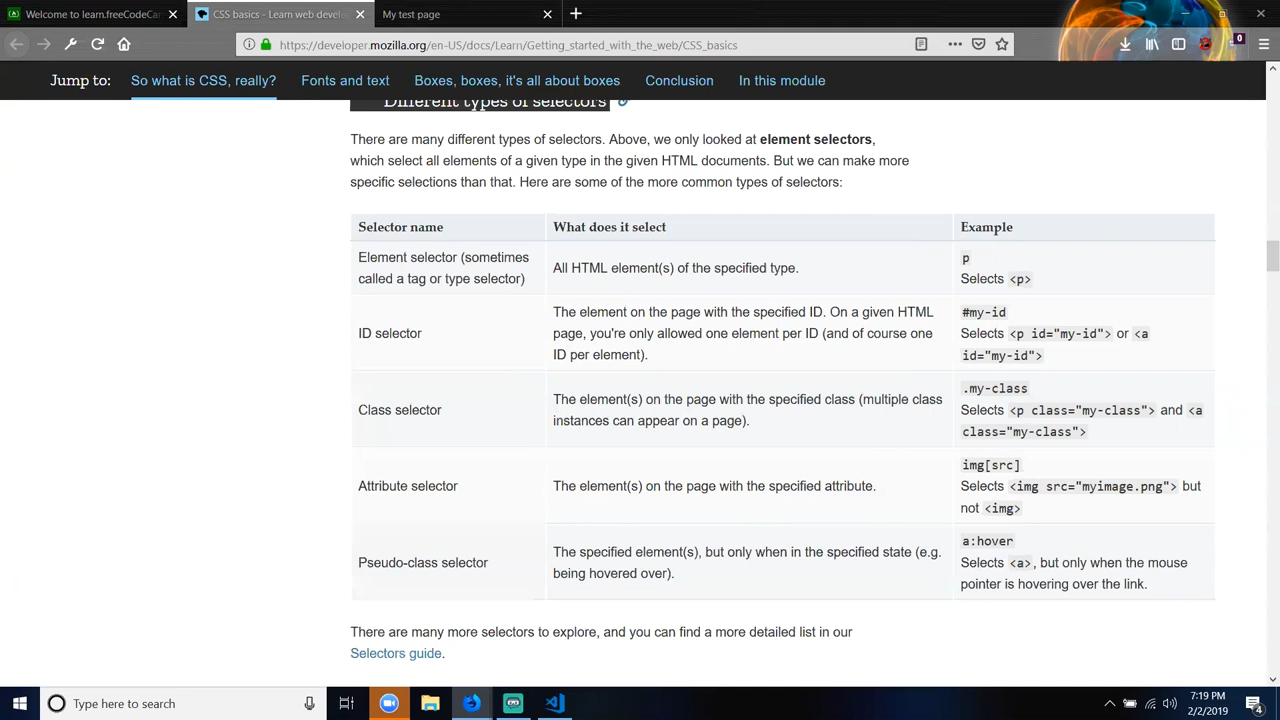 Welcome to learn.freeCodeCa
CSS basics - Learn web develo
My test page
https://developer.mozilla.org/en-US/docs/Learn/Getting_started_with_the_web/CSS_basics
0
Jump to:
So what is CSS, really?
Fonts and text
Boxes, boxes, it's all about boxes
Conclusion
In this module
Different types of selectors
There are many different types of selectors. Above, we only looked at element selectors,
which select all elements of a given type in the given HTML documents. But we can make more
specific selections than that. Here are some of the more common types of selectors:
Selector name
What does it select
Example
Element selector (sometimes
called a tag or type selector)
All HTML element(s) of the specified type.
p
Selects <p>
ID selector
The element on the page with the specified ID. On a given HTML
page, you're only allowed one element per ID (and of course one
ID per element).
#my-id
Selects <p id="my-id"> or <a
id="my-id">
Class selector
The element(s) on the page with the specified class (multiple class
instances can appear on a page).
.my-class
Selects <p class="my-class"> and <a
class="my-class">
Attribute selector
The element(s) on the page with the specified attribute.
img[src]
Selects <img src="myimage.png"> but
not <img>
Pseudo-class selector
The specified element(s), but only when in the specified state (e.g.
being hovered over).
a:hover
Selects <a>, but only when the mouse
pointer is hovering over the link.
There are many more selectors to explore, and you can find a more detailed list in our
Selectors guide.
Type here to search
7:19 PM
2/2/2019
4